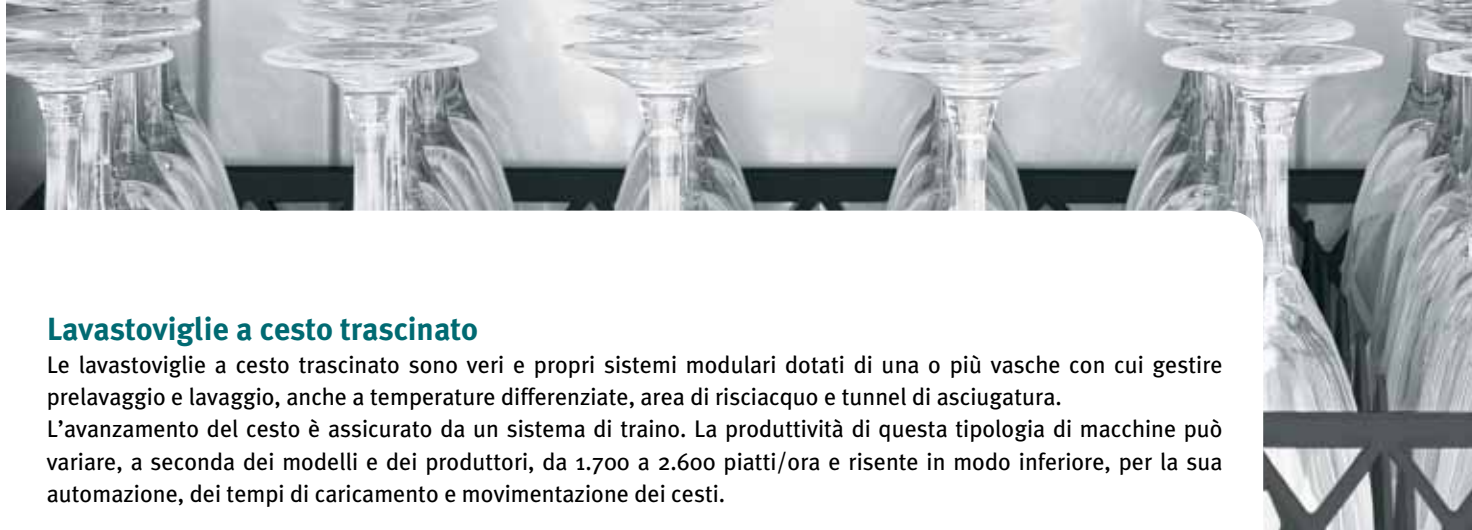 Lavastoviglie a cesto trascinato
Le lavastoviglie a cesto trascinato sono veri e propri sistemi modulari dotati di una o più vasche con cui gestire
prelavaggio e lavaggio, anche a temperature differenziate, area di risciacquo e tunnel di asciugatura.
L’avanzamento del cesto è assicurato da un sistema di traino. La produttività di questa tipologia di macchine può
variare, a seconda dei modelli e dei produttori, da 1.700 a 2.600 piatti/ora e risente in modo inferiore, per la sua
automazione, dei tempi di caricamento e movimentazione dei cesti.